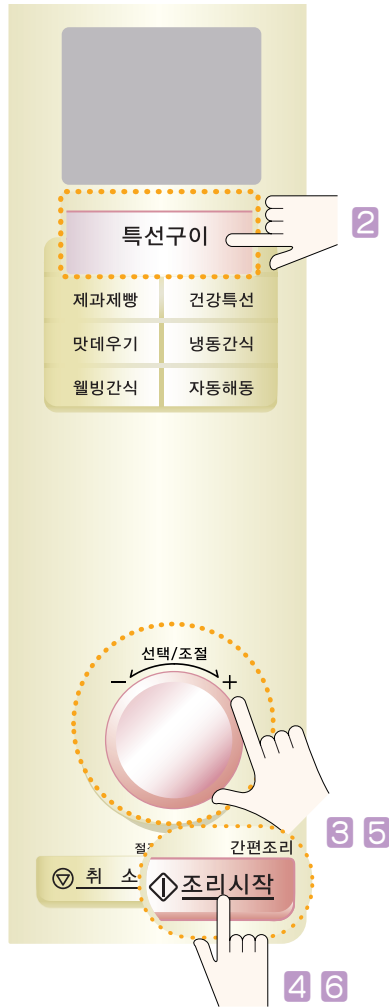 특선구이
2
제과제빵 건강특선
맛데우기 냉동간식
웰빙간식 자동해동
선택/조절
− +
3 5
간편조리
취 소 조리시작
4 6